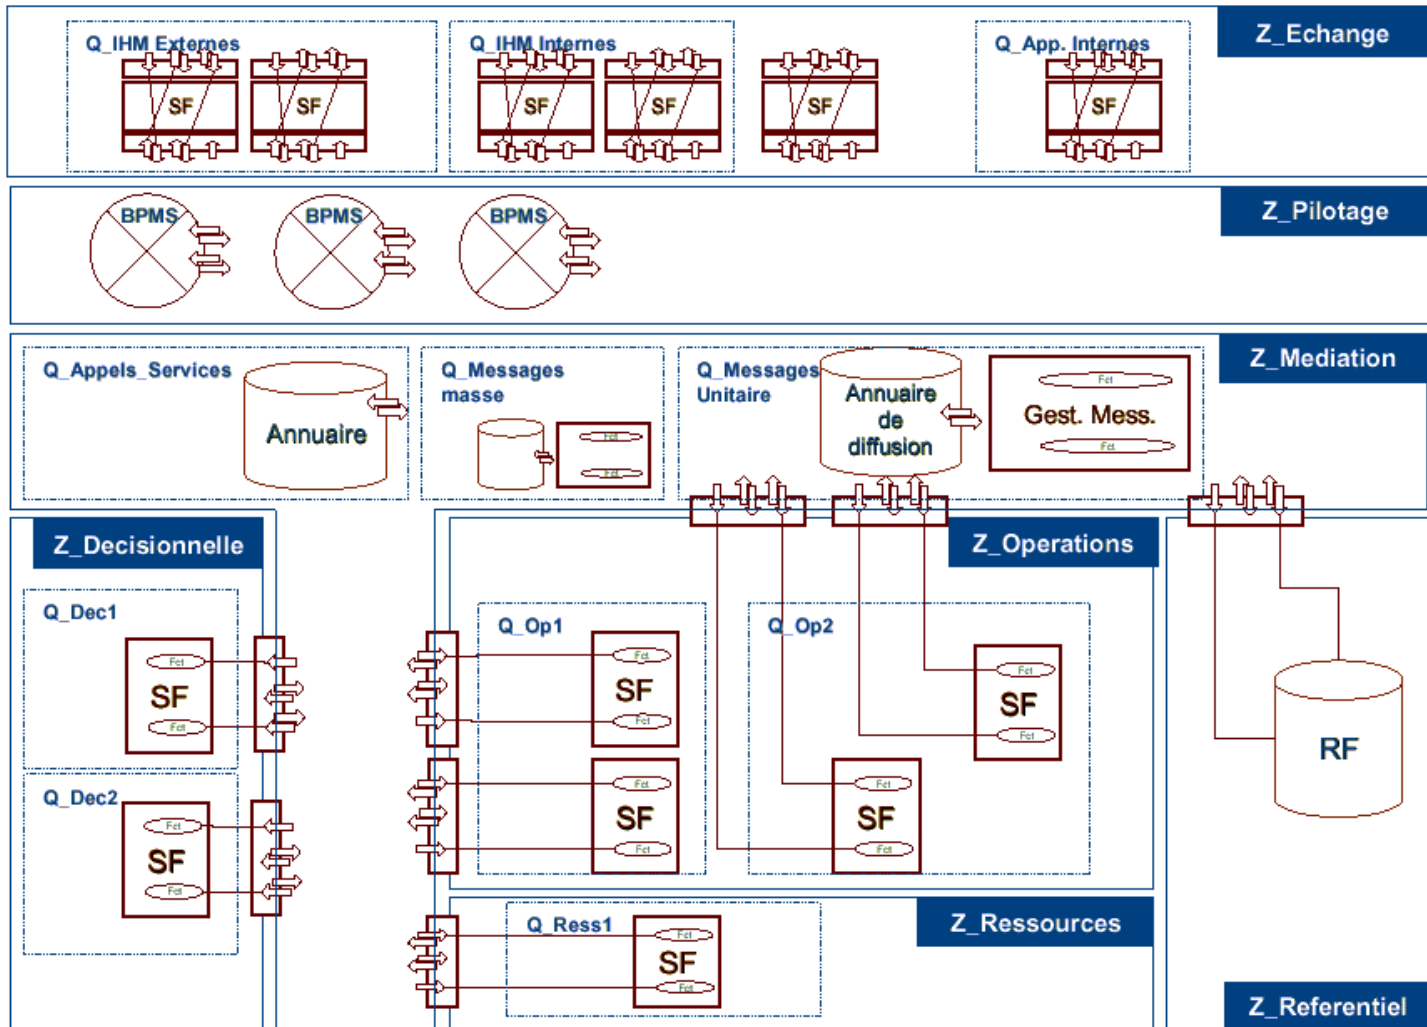 Z_Echange
Q_IHM Externes
Q_IHM Internes
Q_App. Internes
SF
SF
SF
SF
SF
SF
Z_Pilotage
BPMS
BPMS
BPMS
Z_Mediation
Q_Appels_Services
Annuaire
Q_Messages
masse
Fct
Fct
Q_Messages
Unitaire
Annuaire
de
diffusion
Fct
Gest. Mess.
Fct
Z_Decisionnelle
Q_Dec1
Fct
SF
Fct
Q_Dec2
Fct
SF
Fct
Z_Operations
Q_Op1
Fct
SF
Fct
Fct
SF
Fct
Q_Op2
Fct
SF
Fct
Fct
SF
Fct
Z_Ressources
Q_Ress1
Fct
SF
Fct
RF
Z_Referentiel